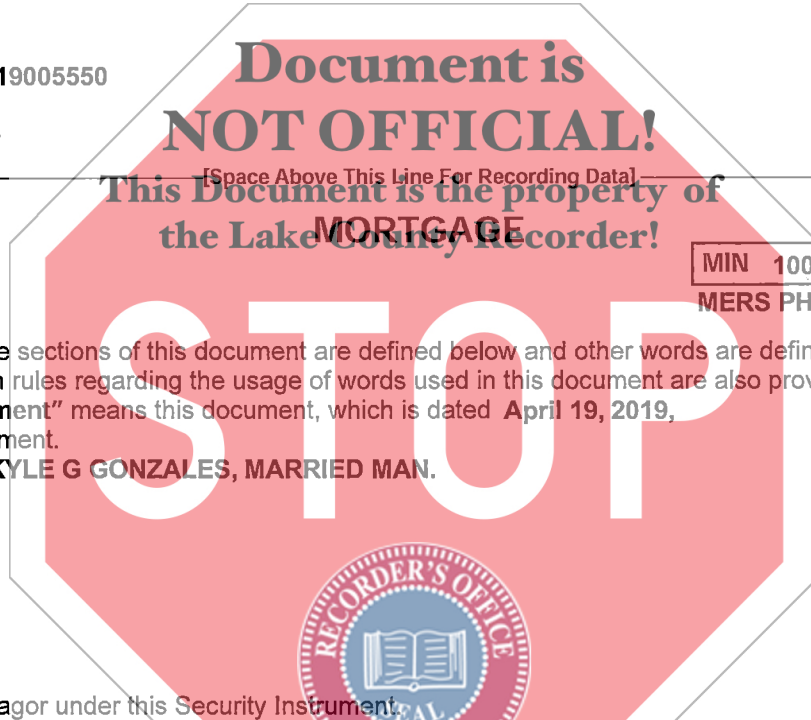 Document is
19005550
NOT OFFICIAL!
[Space Above This Line For Recording Data]
This Document is the property of
MORTGAGE
the Lake County Recorder!
MIN 100
MERS PH
e sections of this document are defined below and other words are defin
n rules regarding the usage of words used in this document are also prov
ment” means this document, which is dated April 19, 2019,
ment.
KYLE G GONZALES, MARRIED MAN.
STOP
RECORDER'S OFFICE
SEAL
agor under this Security Instrument.